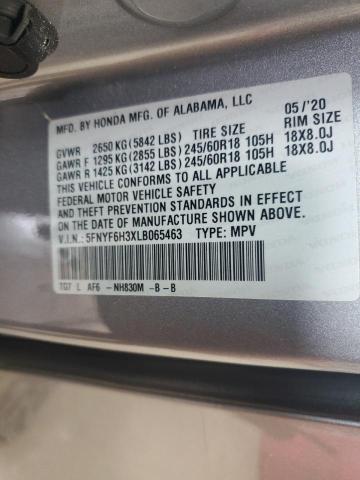 MFD. BY HONDA MFG. OF ALABAMA, LLC 05/'20
GVWR 2650 KG (5842 LBS) TIRE SIZE RIM SIZE
GAWR F 1295 KG (2855 LBS) 245/60R18 105H 18X8.0J
GAWR R 1425 KG (3142 LBS) 245/60R18 105H 18X8.0J
THIS VEHICLE CONFORMS TO ALL APPLICABLE
FEDERAL MOTOR VEHICLE SAFETY
AND THEFT PREVENTION STANDARDS IN EFFECT
ON THE DATE OF MANUFACTURE SHOWN ABOVE.
V.I.N.: 5FNYF6H3XLB065463 TYPE: MPV
TG7 L AF6 -NH830M -B-B